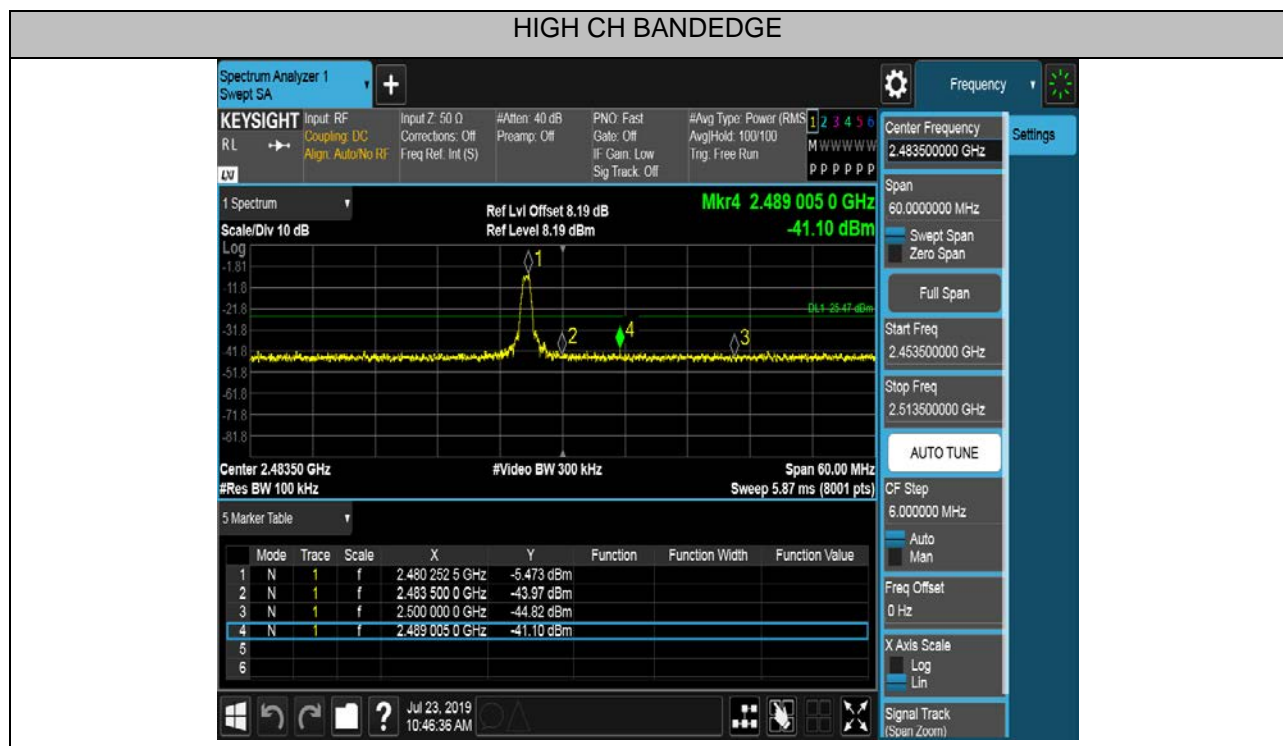 HIGH CH BANDEDGE
Spectrum Analyzer 1
Swept SA
+
Frequency
KEYSIGHT
RL
LXI
Input: RF
Coupling: DC
Align: Auto/No RF
Input Z: 50 Ω
Corrections: Off
Freq Ref: Int (S)
#Atten: 40 dB
Preamp: Off
PNO: Fast
Gate: Off
IF Gain: Low
Sig Track: Off
#Avg Type: Power (RMS
Avg|Hold: 100/100
Trig: Free Run
1 2 3 4 5 6
M W W W W W
P P P P P P
1 Spectrum
Scale/Div 10 dB
Ref Lvl Offset 8.19 dB
Ref Level 8.19 dBm
Mkr4 2.489 005 0 GHz
-41.10 dBm
Log
-1.81
-11.8
-21.8
-31.8
-41.8
-51.8
-61.8
-71.8
-81.8
1
2
4
3
DL1 -25.47 dBm
Center 2.48350 GHz
#Res BW 100 kHz
#Video BW 300 kHz
Span 60.00 MHz
Sweep 5.87 ms (8001 pts)
5 Marker Table
Mode Trace Scale X Y Function Function Width Function Value
1 N 1 f 2.480 252 5 GHz -5.473 dBm
2 N 1 f 2.483 500 0 GHz -43.97 dBm
3 N 1 f 2.500 000 0 GHz -44.82 dBm
4 N 1 f 2.489 005 0 GHz -41.10 dBm
5
6
?
Jul 23, 2019
10:46:36 AM
Settings
Center Frequency
2.483500000 GHz
Span
60.0000000 MHz
Swept Span
Zero Span
Full Span
Start Freq
2.453500000 GHz
Stop Freq
2.513500000 GHz
AUTO TUNE
CF Step
6.000000 MHz
Auto
Man
Freq Offset
0 Hz
X Axis Scale
Log
Lin
Signal Track
(Span Zoom)